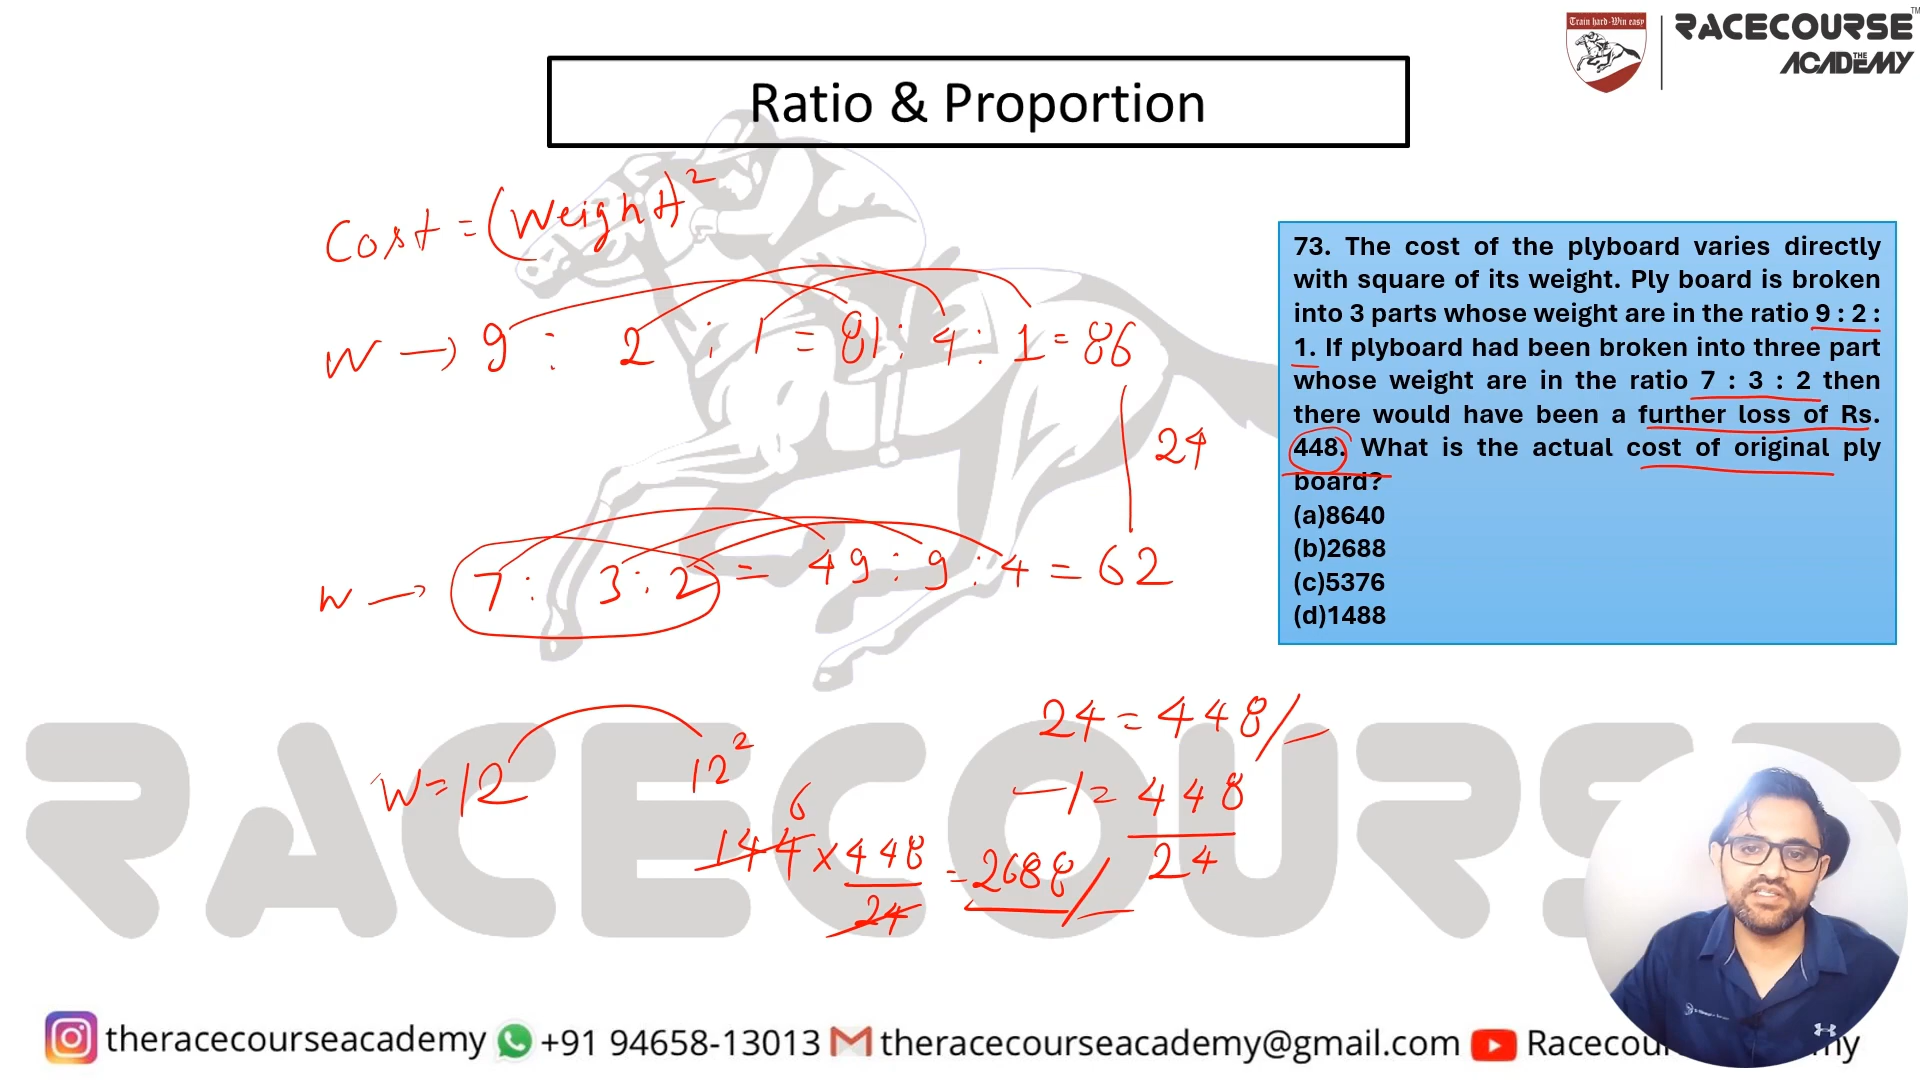 Train hard-Win easy
RACECOURSE TM
THE ACADEMY
Ratio & Proportion
Cost = (Weight)²
W → 9 : 2 : 1 = 81 : 4 : 1 = 86
24
W → 7 : 3 : 2 = 49 : 9 : 4 = 62
73. The cost of the plyboard varies directly
with square of its weight. Ply board is broken
into 3 parts whose weight are in the ratio 9 : 2 :
1. If plyboard had been broken into three part
whose weight are in the ratio 7 : 3 : 2 then
there would have been a further loss of Rs.
448. What is the actual cost of original ply
board?
(a)8640
(b)2688
(c)5376
(d)1488
W=12
12²
6
144 × 448/24 = 2688/-
24 = 448/-
1 = 448/24
RACECOURSE
theracecourseacademy
+91 94658-13013
theracecourseacademy@gmail.com